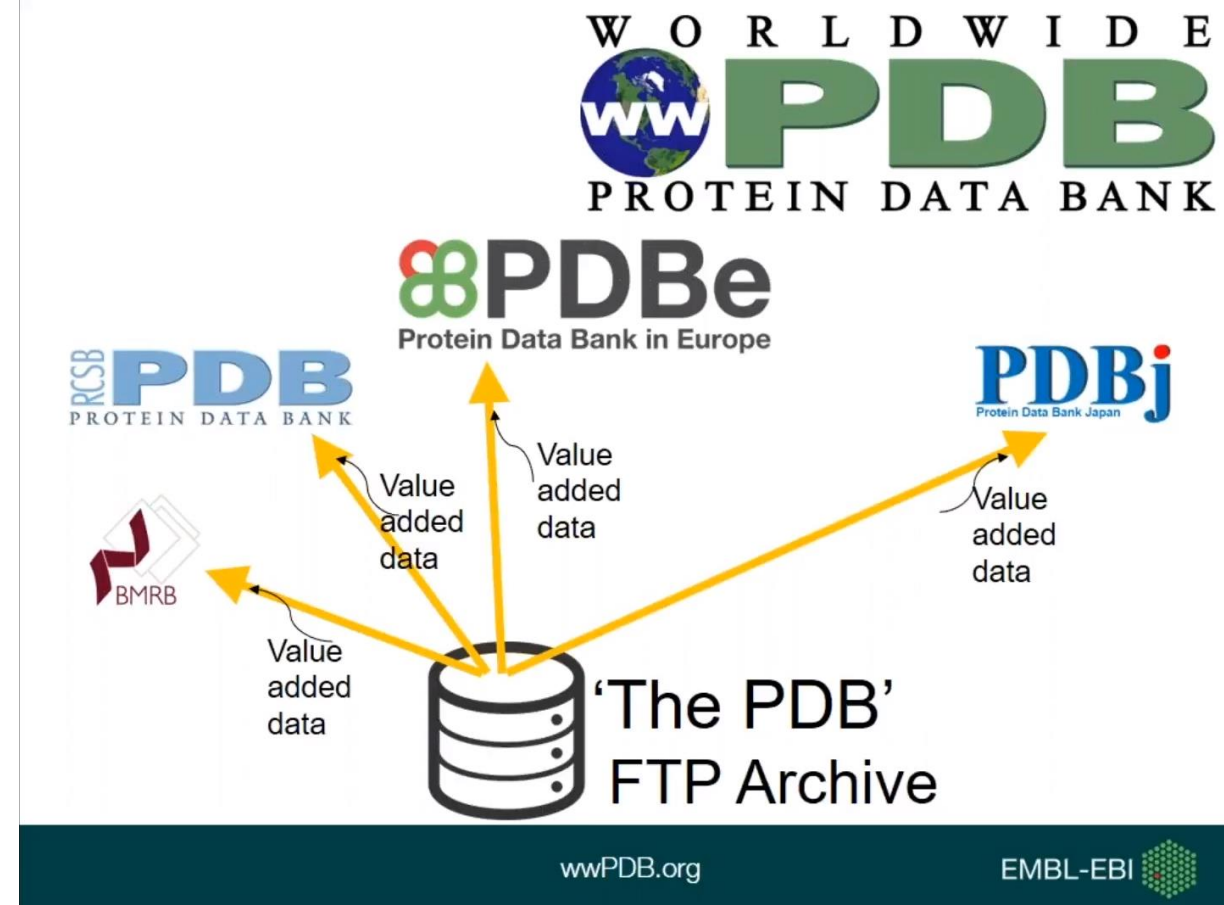 WORLDWIDE
ww PDB
PROTEIN DATA BANK
PDBe
Protein Data Bank in Europe
RCSB PDB
PROTEIN DATA BANK
PDBj
Protein Data Bank Japan
Value
added
data
Value
added
data
Value
added
data
BMRB
Value
added
data
‘The PDB’
FTP Archive
wwPDB.org
EMBL-EBI